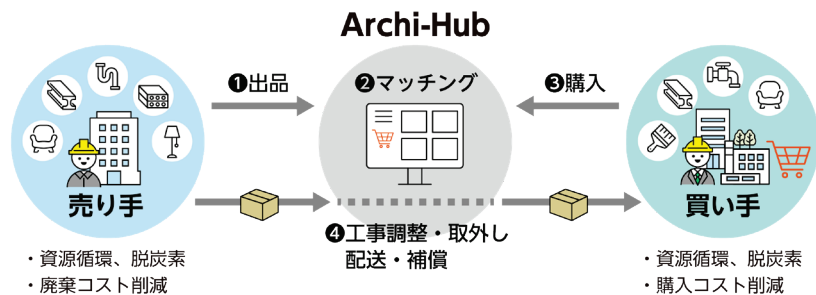 Archi-Hub
❶出品
❷マッチング
❸購入
売り手
買い手
❹工事調整・取外し
配送・補償
・資源循環、脱炭素
・廃棄コスト削減
・資源循環、脱炭素
・購入コスト削減